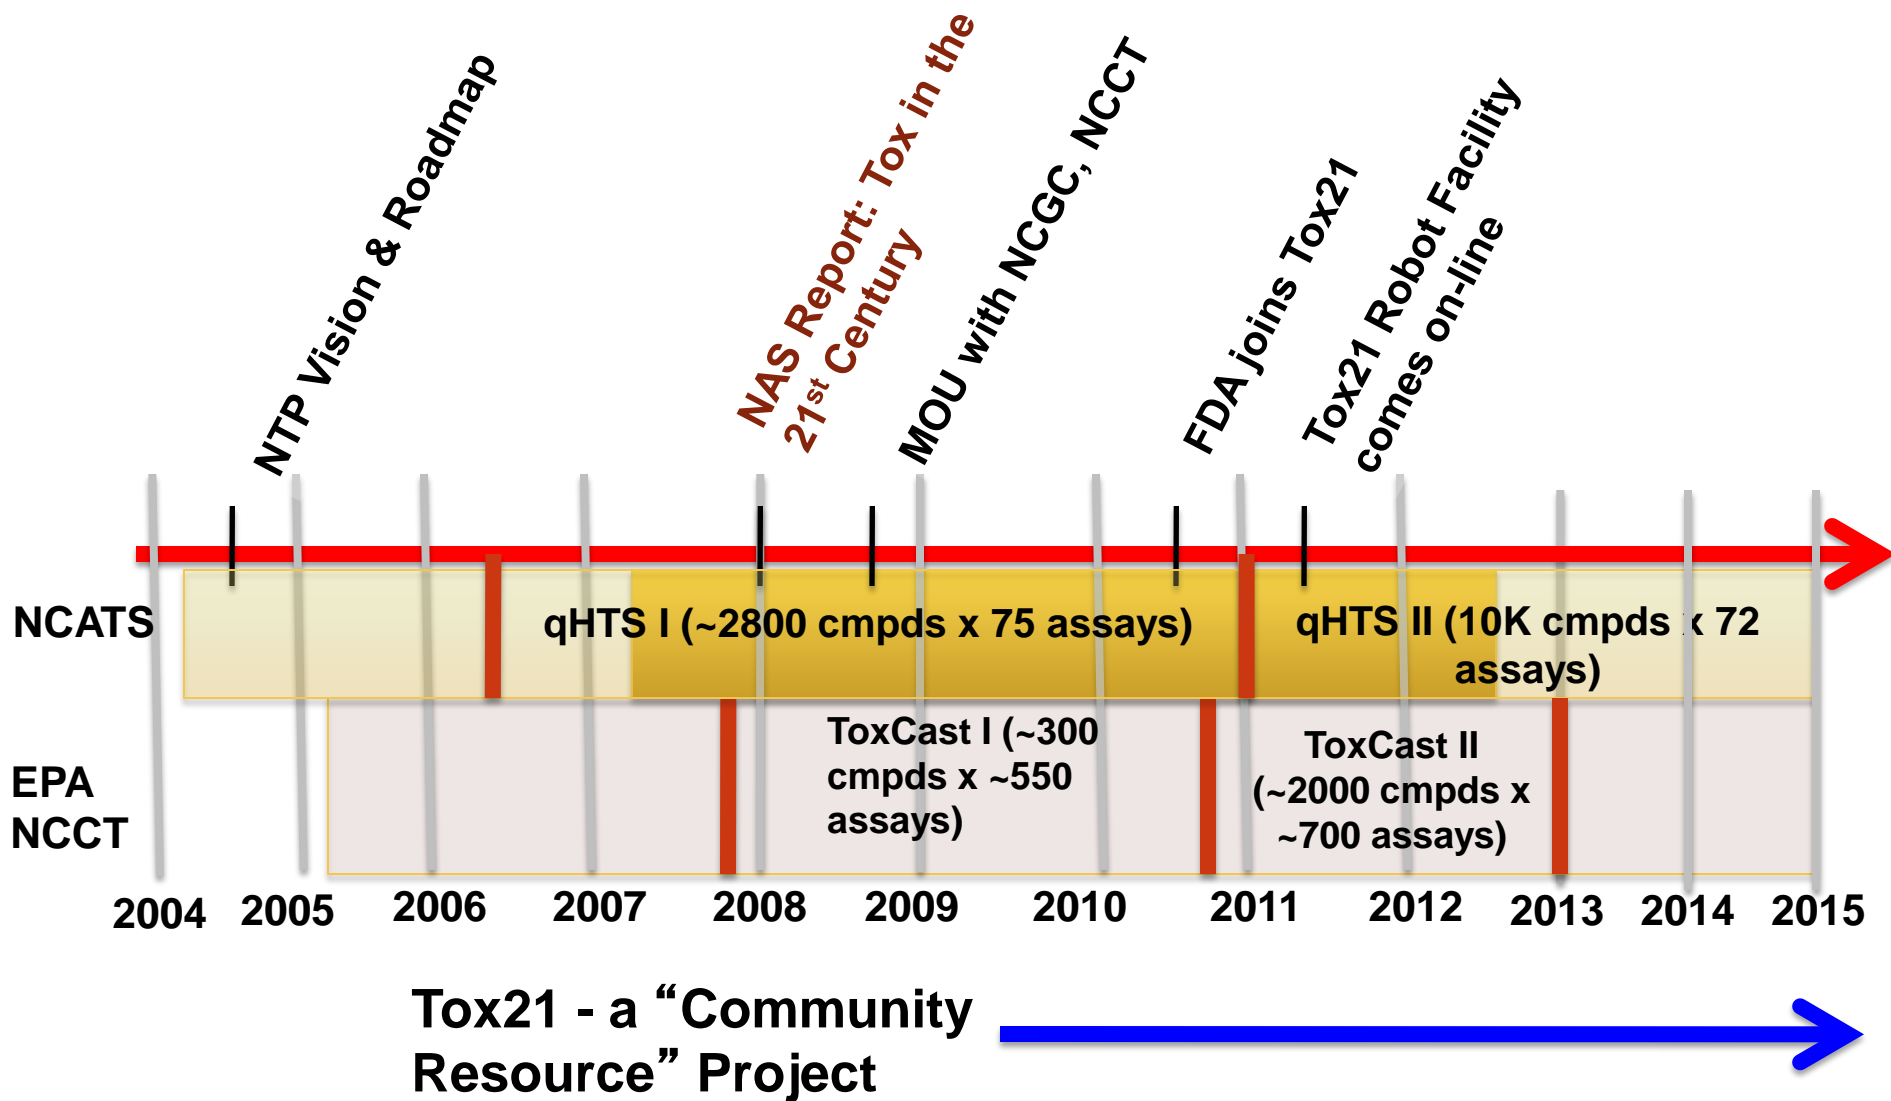 NTP Vision & Roadmap
NAS Report: Tox in the
21st Century
MOU with NCGC, NCCT
FDA joins Tox21
Tox21 Robot Facility
comes on-line
NCATS
qHTS I (~2800 cmpds x 75 assays)
qHTS II (10K cmpds x 72
assays)
EPA
NCCT
ToxCast I (~300
cmpds x ~550
assays)
ToxCast II
(~2000 cmpds x
~700 assays)
2004 2005 2006 2007 2008 2009 2010 2011 2012 2013 2014 2015
Tox21 - a “Community
Resource” Project